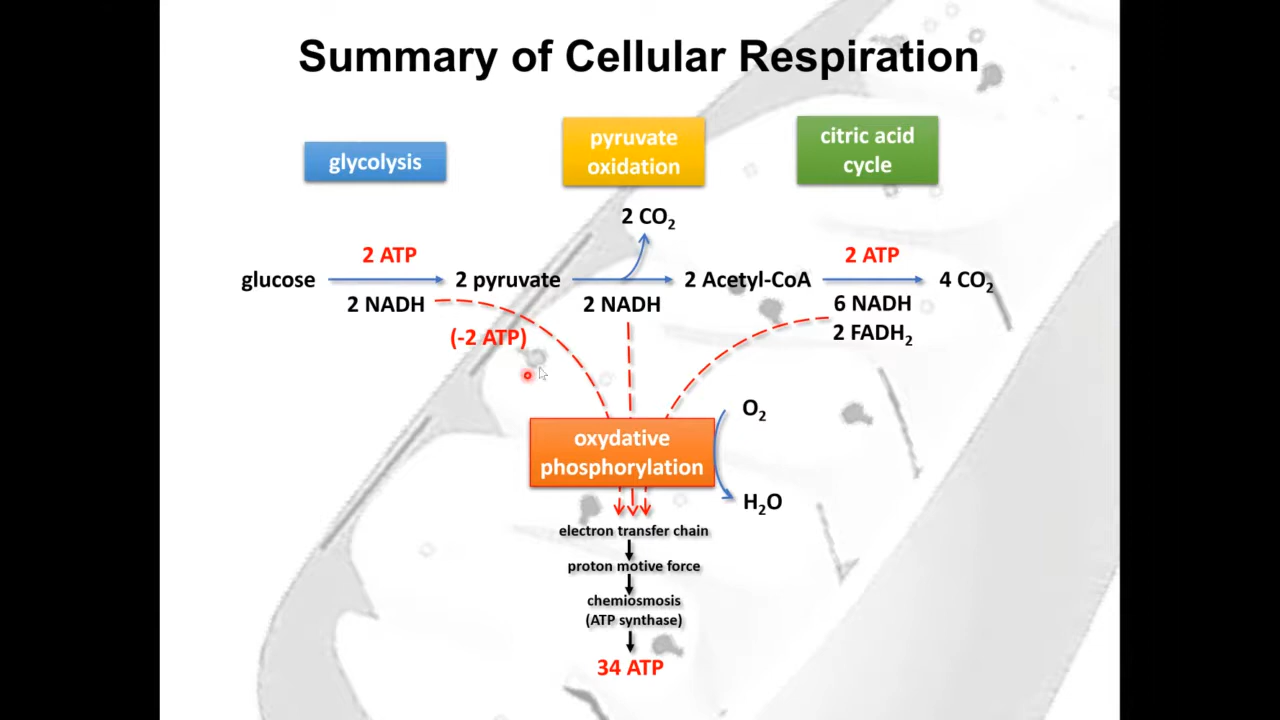 Summary of Cellular Respiration
glycolysis
pyruvate
oxidation
citric acid
cycle
2 CO₂
2 ATP
2 ATP
glucose
2 pyruvate
2 Acetyl-CoA
4 CO₂
2 NADH
2 NADH
6 NADH
2 FADH₂
(-2 ATP)
oxydative
phosphorylation
O₂
H₂O
electron transfer chain
proton motive force
chemiosmosis
(ATP synthase)
34 ATP